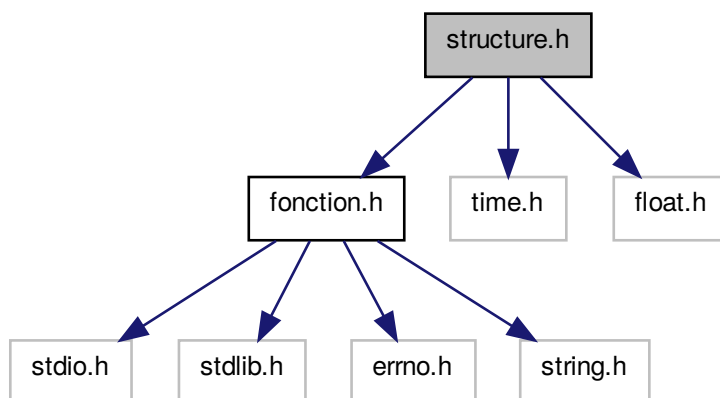 structure.h
fonction.h
time.h
float.h
stdio.h
stdlib.h
errno.h
string.h